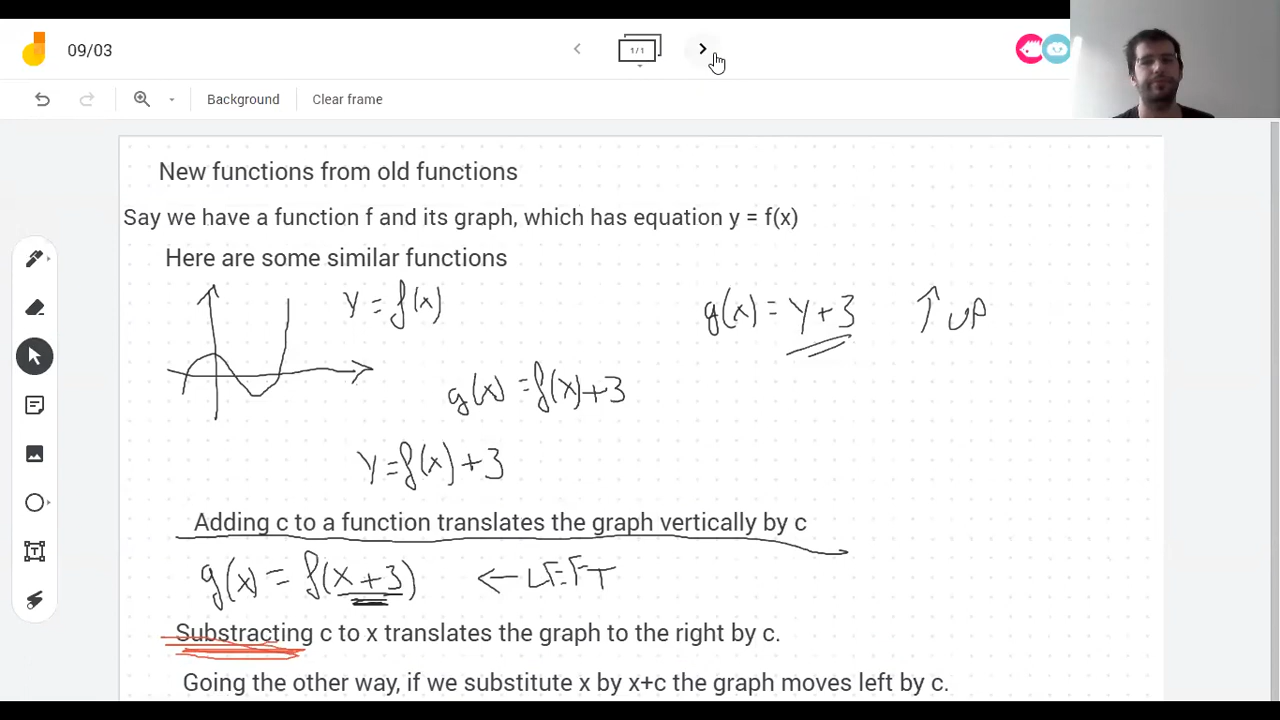 09/03
1/1
Background
Clear frame
New functions from old functions
Say we have a function f and its graph, which has equation y = f(x)
Here are some similar functions
y = f(x)
g(x) = y+3 ↑ UP
g(x) = f(x)+3
y=f(x)+3
Adding c to a function translates the graph vertically by c
g(x) = f(x+3) ← LEFT
Substracting c to x translates the graph to the right by c.
Going the other way, if we substitute x by x+c the graph moves left by c.